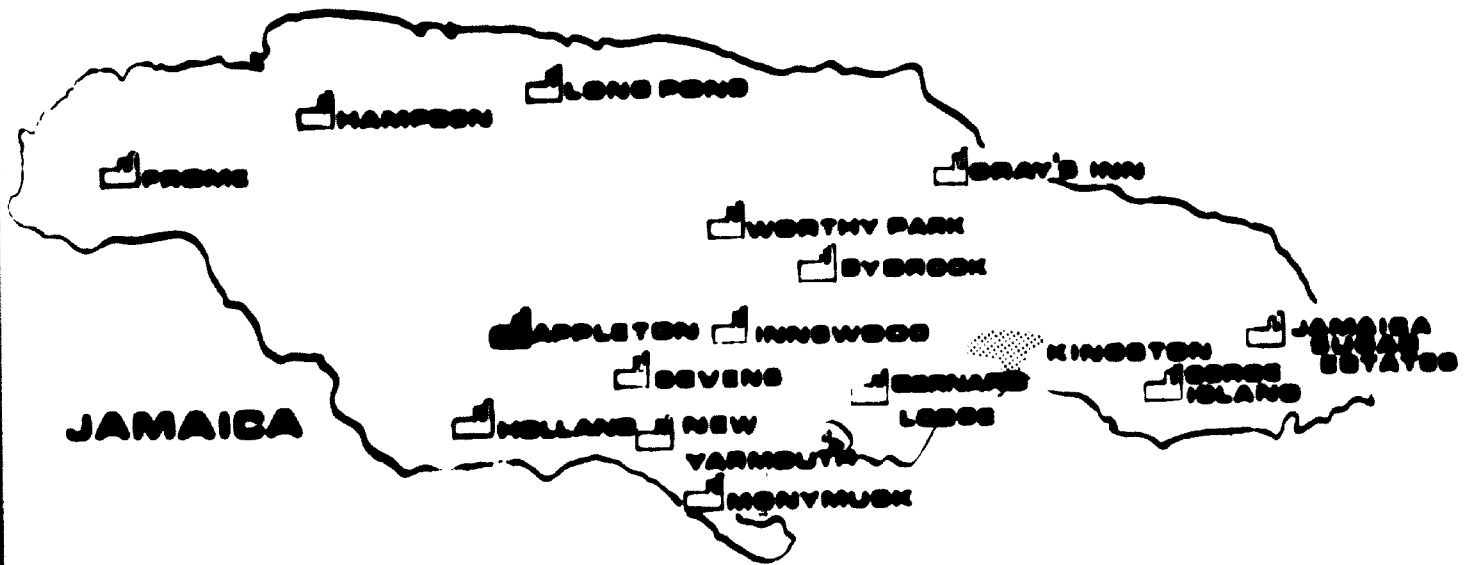 LONG POND
HAMPDEN
FROME
GRAY'S INN
WORTHY PARK
BYBROOK
APPLETON
INNSWOOD
JAMAICA
SUGAR
ESTATES
KINGSTON
SEVENS
BERNARD
LODGE
SERGE
ISLAND
JAMAICA
HOLLAND
NEW
YARMOUTH
MONYMUSK